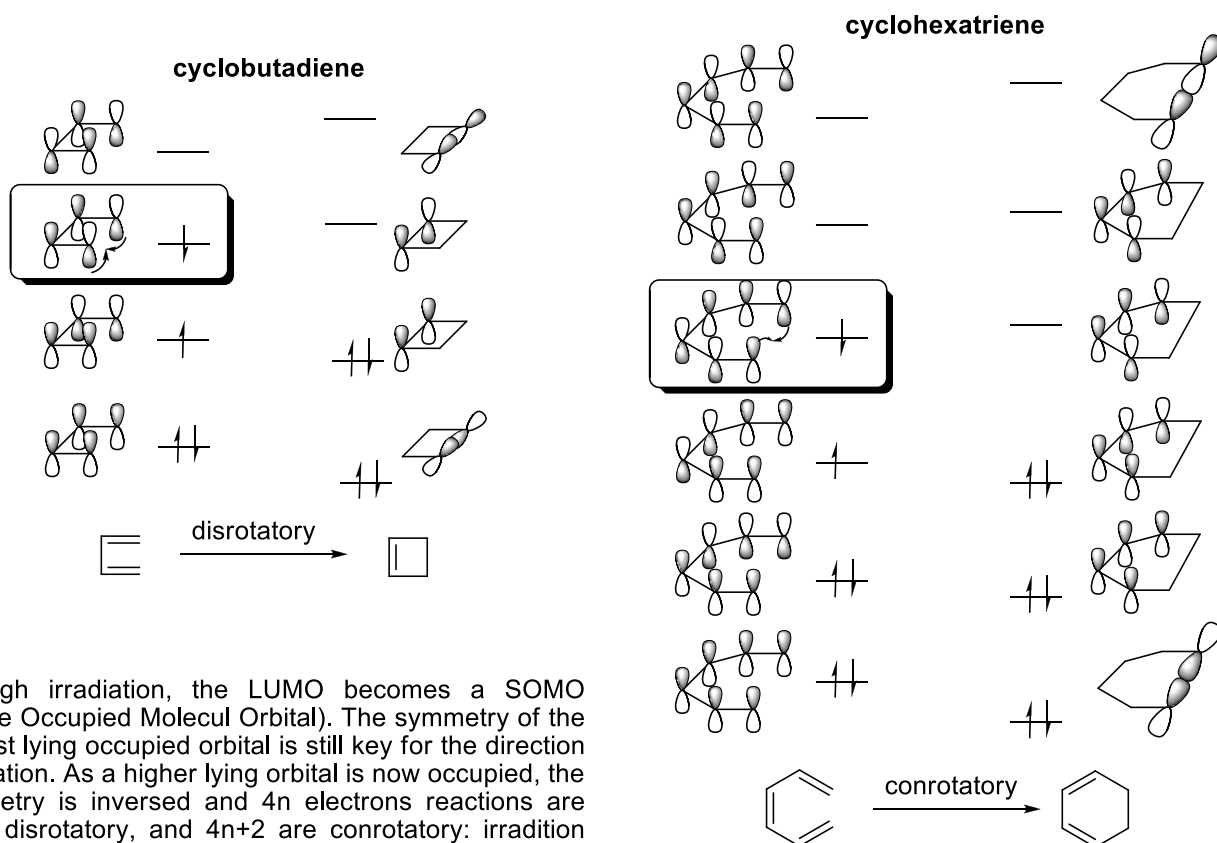 cyclobutadiene
disrotatory
gh irradiation, the LUMO becomes a SOMO
e Occupied Molecul Orbital). The symmetry of the
st lying occupied orbital is still key for the direction
ation. As a higher lying orbital is now occupied, the
etry is inversed and 4n electrons reactions are
disrotatory, and 4n+2 are conrotatory: irradition
cyclohexatriene
conrotatory